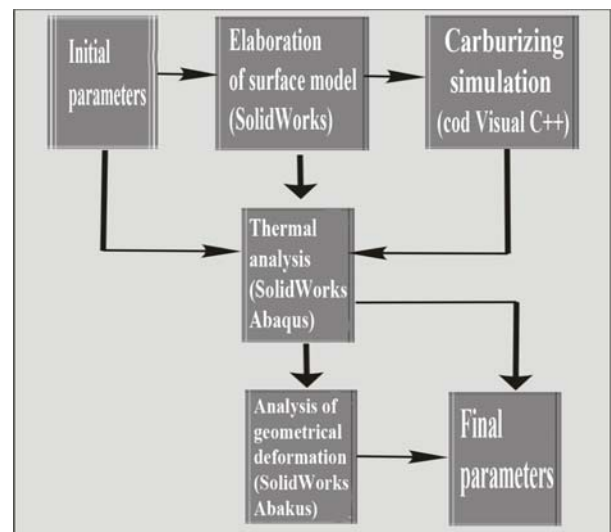 Initial
parameters
Elaboration
of surface model
(SolidWorks)
Carburizing
simulation
(cod Visual C++)
Thermal
analysis
(SolidWorks
Abaqus)
Analysis of
geometrical
deformation
(SolidWorks
Abakus)
Final
parameters